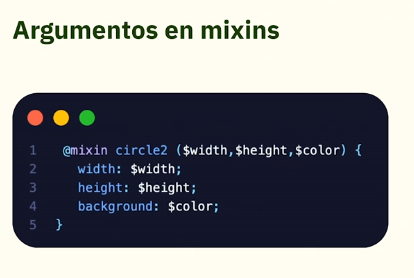 Argumentos en mixins
1 @mixin circle2 ($width,$height,$color) {
2 width: $width;
3 height: $height;
4 background: $color;
5 }